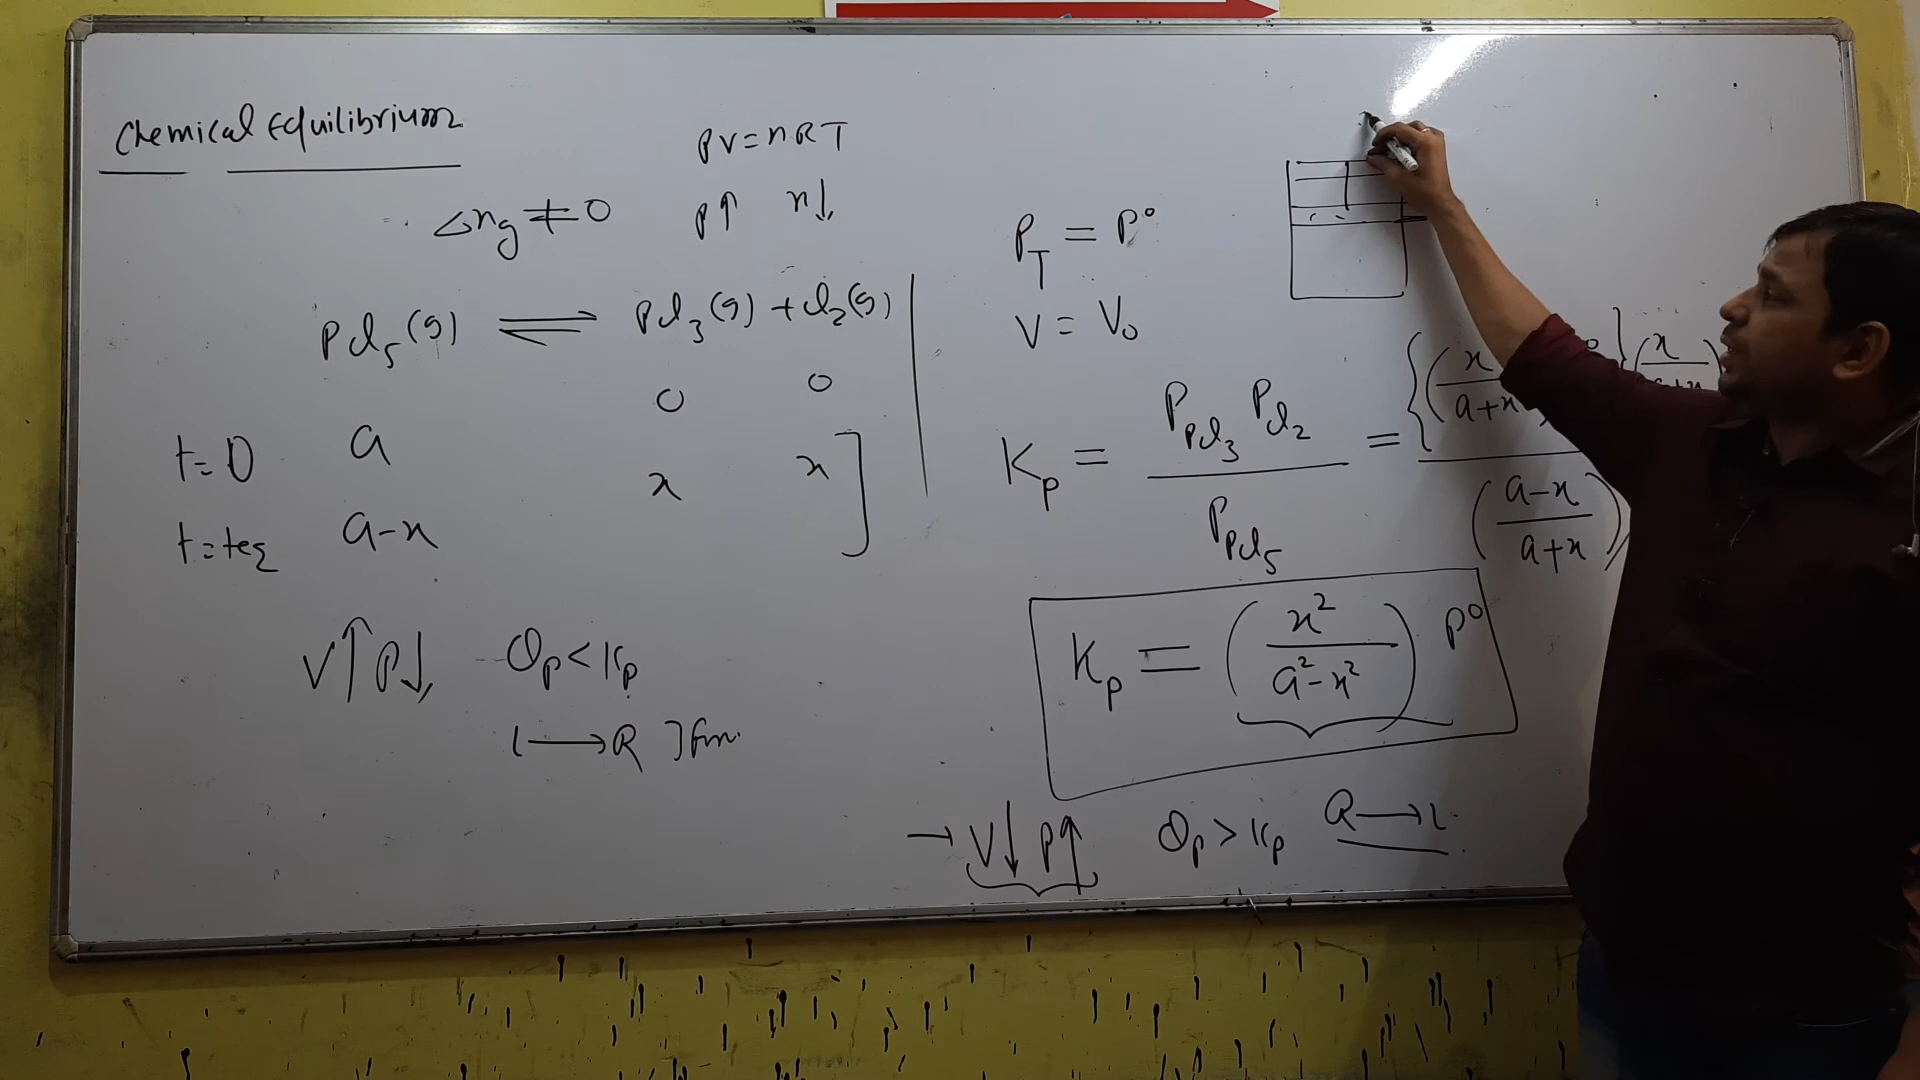 Chemical Equilibrium
PV = nRT
Δng ≠ 0
P↑ n↓
PCl5(g) ⇌ PCl3(g) + Cl2(g)
0 0
t=0 a
x x
t=teq a-x
V↑ P↓ Qp < Kp
L ⟶ R ]
PT = P°
V = V0
Kp = PPCl3 PCl2 / PPCl5 = {(x / a+x } (x / a+x) / (a-x / a+x)
Kp = (x² / a²-x²) P°
→ V↓ P↑ Qp > Kp R ⟶ L